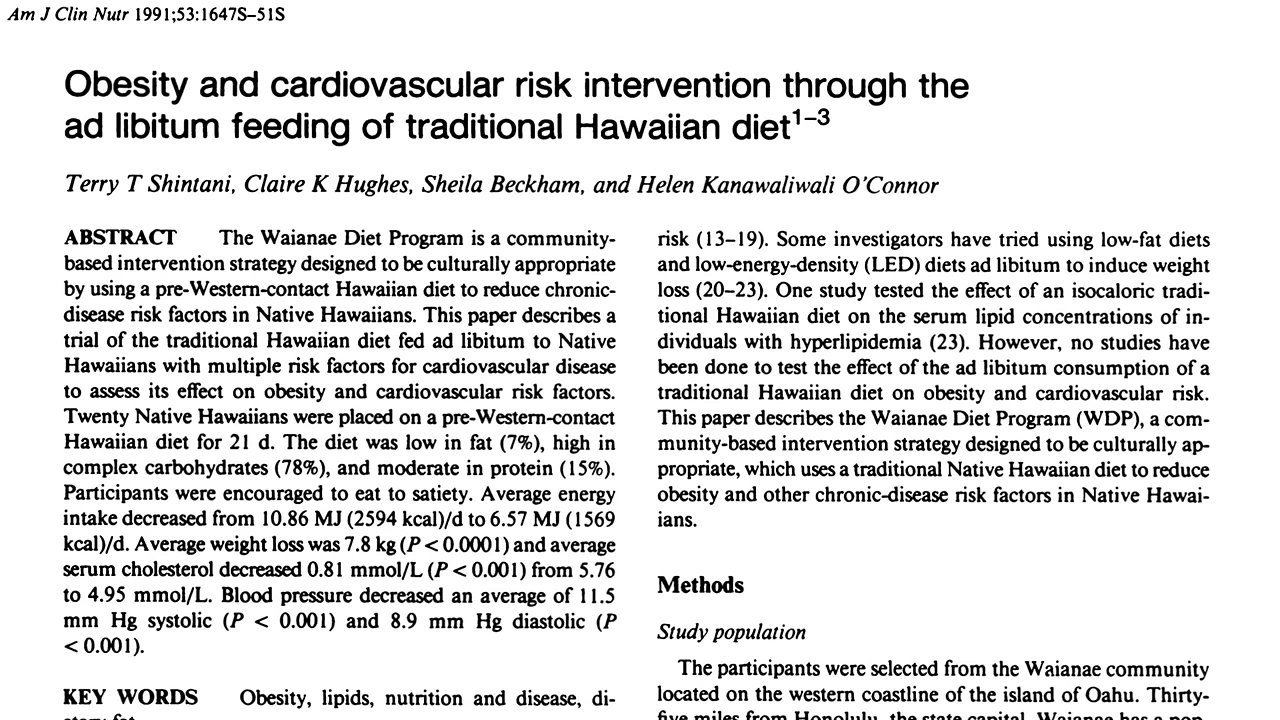 Am J Clin Nutr 1991;53:1647S–51S
Obesity and cardiovascular risk intervention through the
ad libitum feeding of traditional Hawaiian diet1–3
Terry T Shintani, Claire K Hughes, Sheila Beckham, and Helen Kanawaliwali O'Connor
ABSTRACT The Waianae Diet Program is a community-
based intervention strategy designed to be culturally appropriate
by using a pre-Western-contact Hawaiian diet to reduce chronic-
disease risk factors in Native Hawaiians. This paper describes a
trial of the traditional Hawaiian diet fed ad libitum to Native
Hawaiians with multiple risk factors for cardiovascular disease
to assess its effect on obesity and cardiovascular risk factors.
Twenty Native Hawaiians were placed on a pre-Western-contact
Hawaiian diet for 21 d. The diet was low in fat (7%), high in
complex carbohydrates (78%), and moderate in protein (15%).
Participants were encouraged to eat to satiety. Average energy
intake decreased from 10.86 MJ (2594 kcal)/d to 6.57 MJ (1569
kcal)/d. Average weight loss was 7.8 kg (P < 0.0001) and average
serum cholesterol decreased 0.81 mmol/L (P < 0.001) from 5.76
to 4.95 mmol/L. Blood pressure decreased an average of 11.5
mm Hg systolic (P < 0.001) and 8.9 mm Hg diastolic (P
< 0.001).
KEY WORDS Obesity, lipids, nutrition and disease, di-
etary fat
risk (13–19). Some investigators have tried using low-fat diets
and low-energy-density (LED) diets ad libitum to induce weight
loss (20–23). One study tested the effect of an isocaloric tradi-
tional Hawaiian diet on the serum lipid concentrations of in-
dividuals with hyperlipidemia (23). However, no studies have
been done to test the effect of the ad libitum consumption of a
traditional Hawaiian diet on obesity and cardiovascular risk.
This paper describes the Waianae Diet Program (WDP), a com-
munity-based intervention strategy designed to be culturally ap-
propriate, which uses a traditional Native Hawaiian diet to reduce
obesity and other chronic-disease risk factors in Native Hawai-
ians.
Methods
Study population
The participants were selected from the Waianae community
located on the western coastline of the island of Oahu. Thirty-
five miles from Honolulu, the state capital, Waianae has a pop-